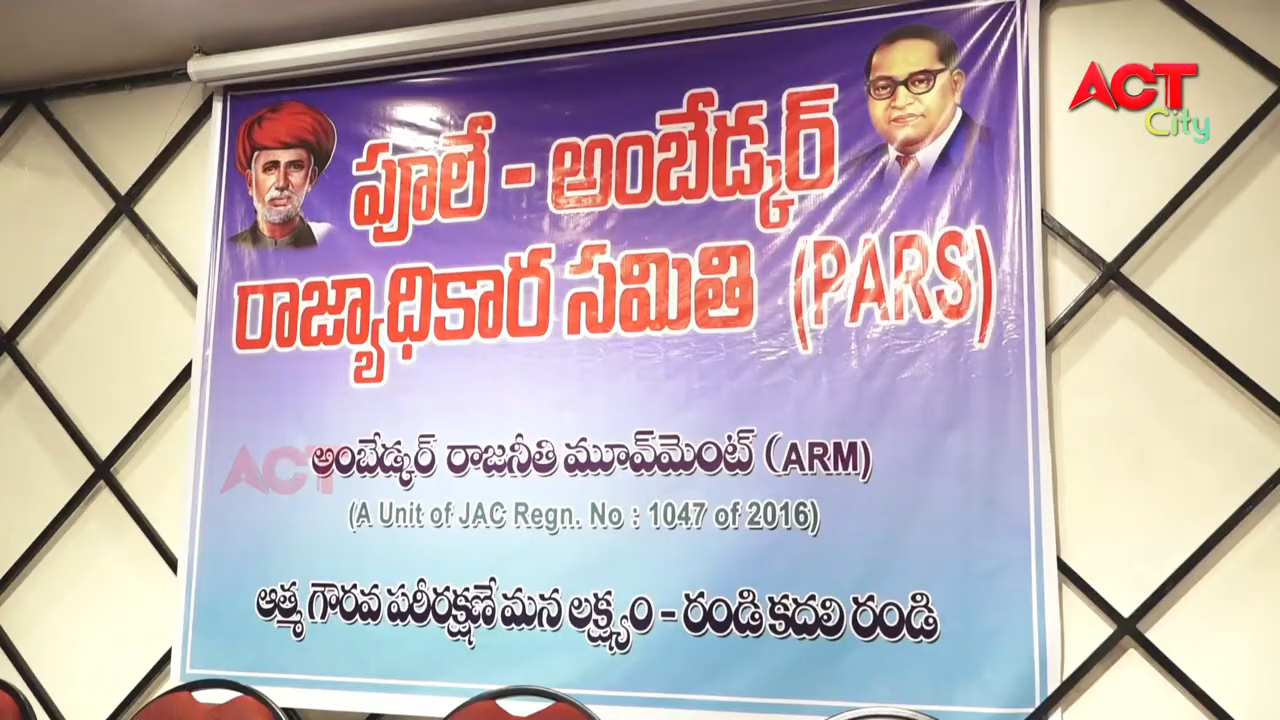 ACT
City
పూలే - అంబేడ్కర్
రాజ్యాధికార సమితి (PARS)
ACT
అంబేడ్కర్ రాజనీతి మూవ్‌మెంట్ (ARM)
(A Unit of JAC Regn. No : 1047 of 2016)
ఆత్మ గౌరవ పరీరక్షణే మన లక్ష్యం - రండి కదలి రండి